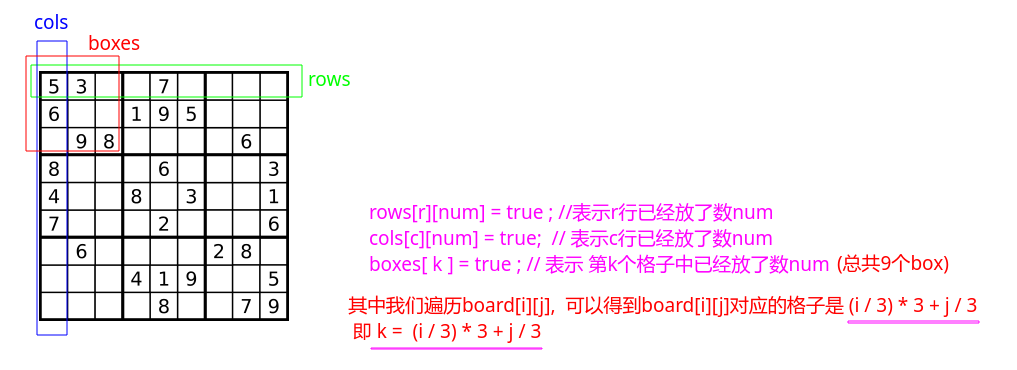 cols
boxes
rows
5 3 7
6 1 9 5
9 8 6
8 6 3
4 8 3 1
7 2 6
6 2 8
4 1 9 5
8 7 9
rows[r][num] = true ; //表示r行已经放了数num
cols[c][num] = true;  // 表示c行已经放了数num
boxes[ k ] = true ; // 表示 第k个格子中已经放了数num (总共9个box)
其中我们遍历board[i][j],  可以得到board[i][j]对应的格子是 (i / 3) * 3 + j / 3
即 k =  (i / 3) * 3 + j / 3